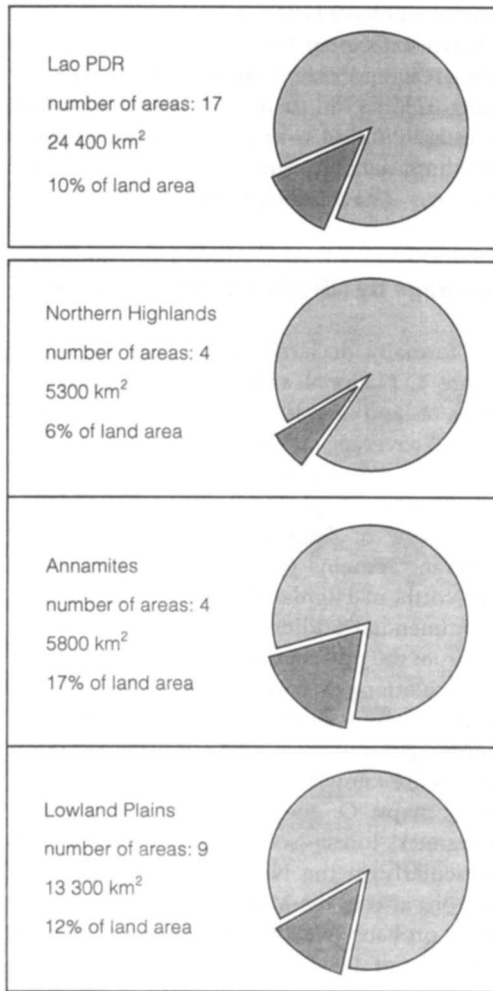 Lao PDR
number of areas: 17
24 400 km²
10% of land area
Northern Highlands
number of areas: 4
5300 km²
6% of land area
Annamites
number of areas: 4
5800 km²
17% of land area
Lowland Plains
number of areas: 9
13 300 km²
12% of land area